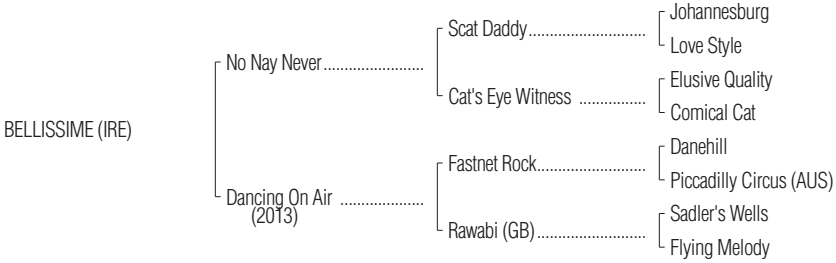 Johannesburg
Scat Daddy...........................
Love Style
No Nay Never........................
Elusive Quality
Cat's Eye Witness ................
Comical Cat
BELLISSIME (IRE)
Danehill
Fastnet Rock..........................
Piccadilly Circus (AUS)
Dancing On Air ....................
(2013)
Sadler's Wells
Rawabi (GB)..........................
Flying Melody